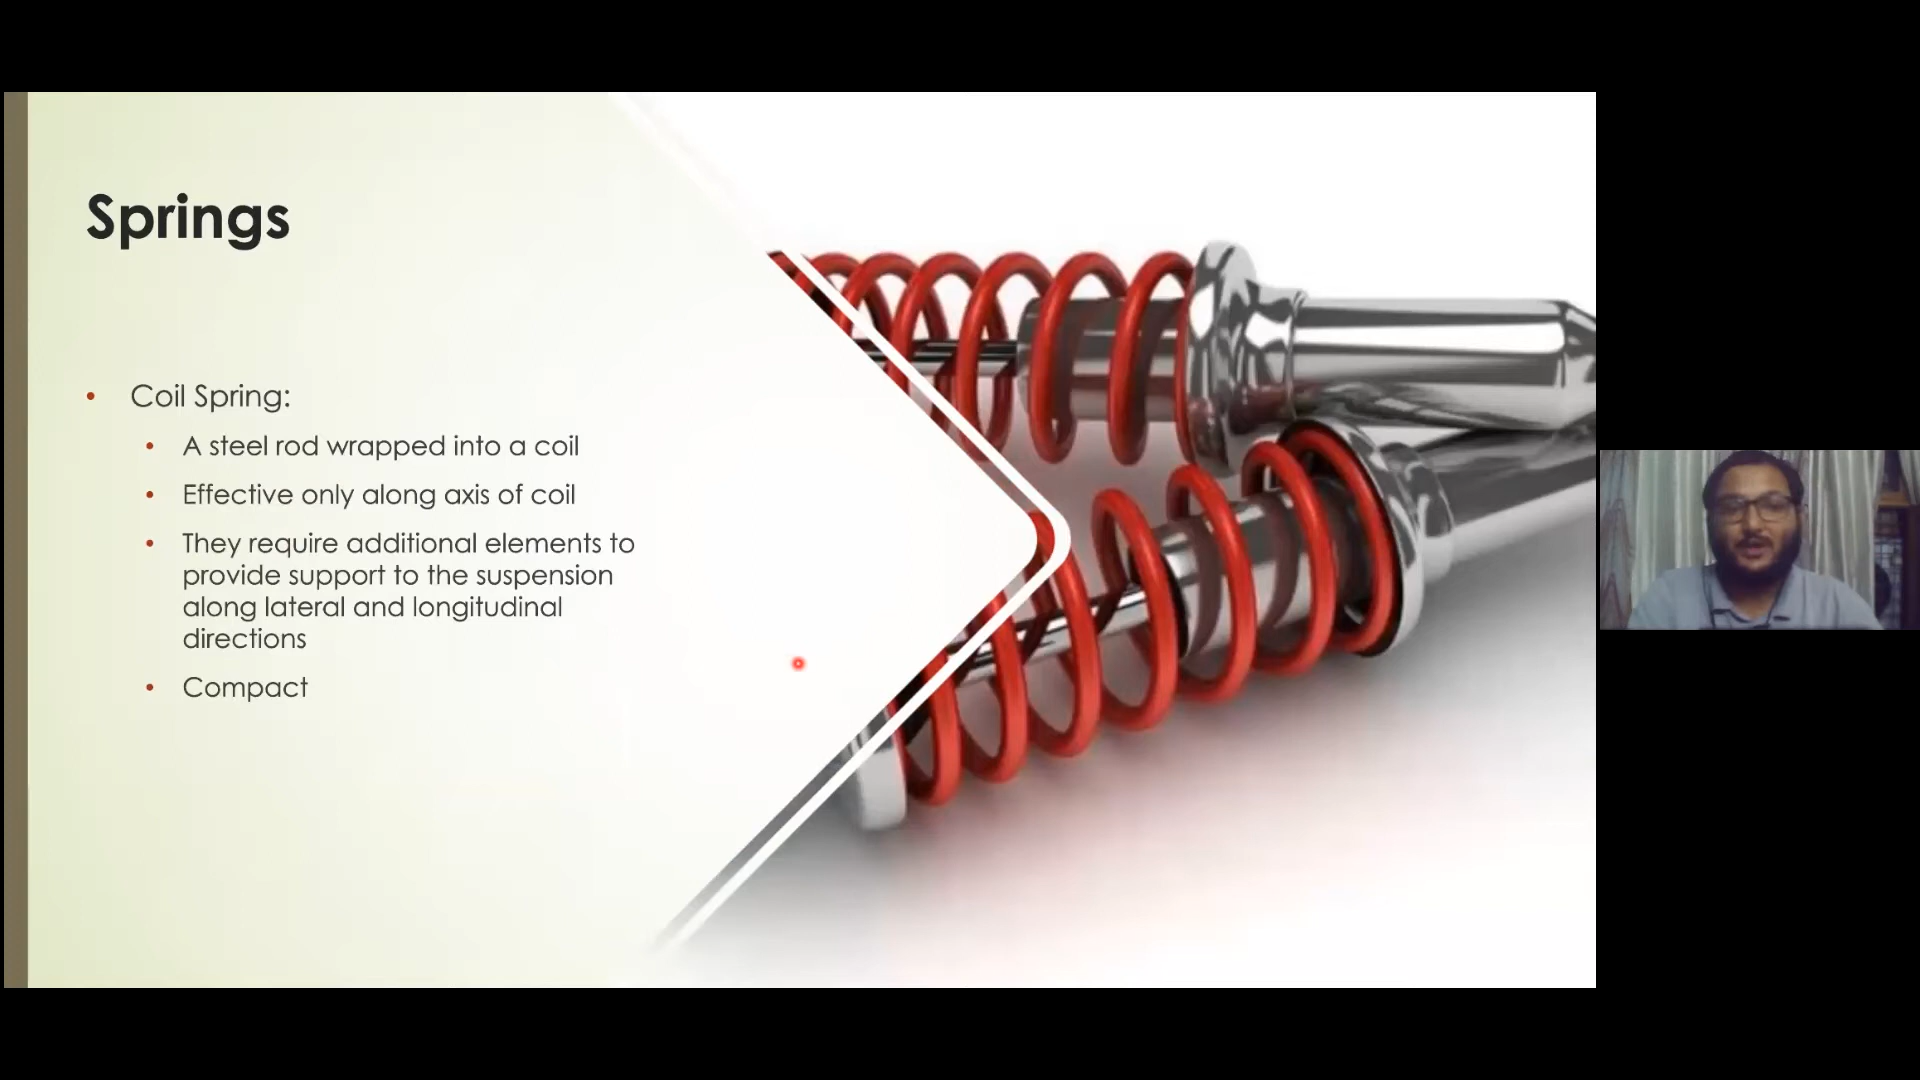 Springs
• Coil Spring:
• A steel rod wrapped into a coil
• Effective only along axis of coil
• They require additional elements to
provide support to the suspension
along lateral and longitudinal
directions
• Compact